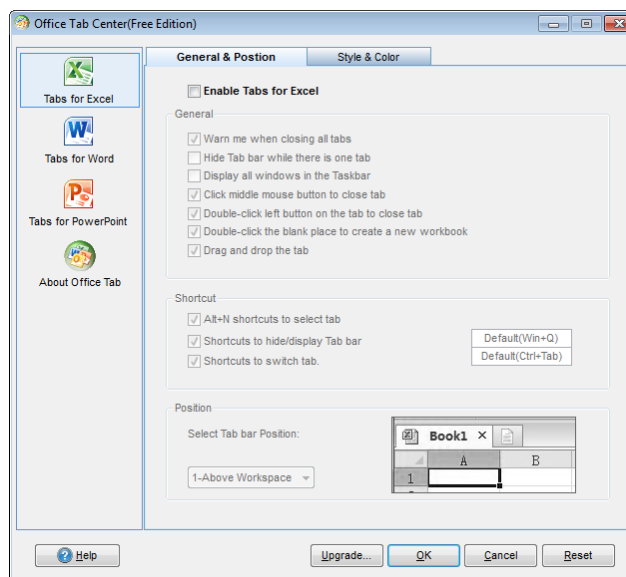 Office Tab Center(Free Edition)
Tabs for Excel
Tabs for Word
Tabs for PowerPoint
About Office Tab
General & Postion
Style & Color
Enable Tabs for Excel
General
Warn me when closing all tabs
Hide Tab bar while there is one tab
Display all windows in the Taskbar
Click middle mouse button to close tab
Double-click left button on the tab to close tab
Double-click the blank place to create a new workbook
Drag and drop the tab
Shortcut
Alt+N shortcuts to select tab
Shortcuts to hide/display Tab bar
Default(Win+Q)
Shortcuts to switch tab.
Default(Ctrl+Tab)
Position
Select Tab bar Position:
1-Above Workspace
Book1
A B
1
Help
Upgrade...
OK
Cancel
Reset